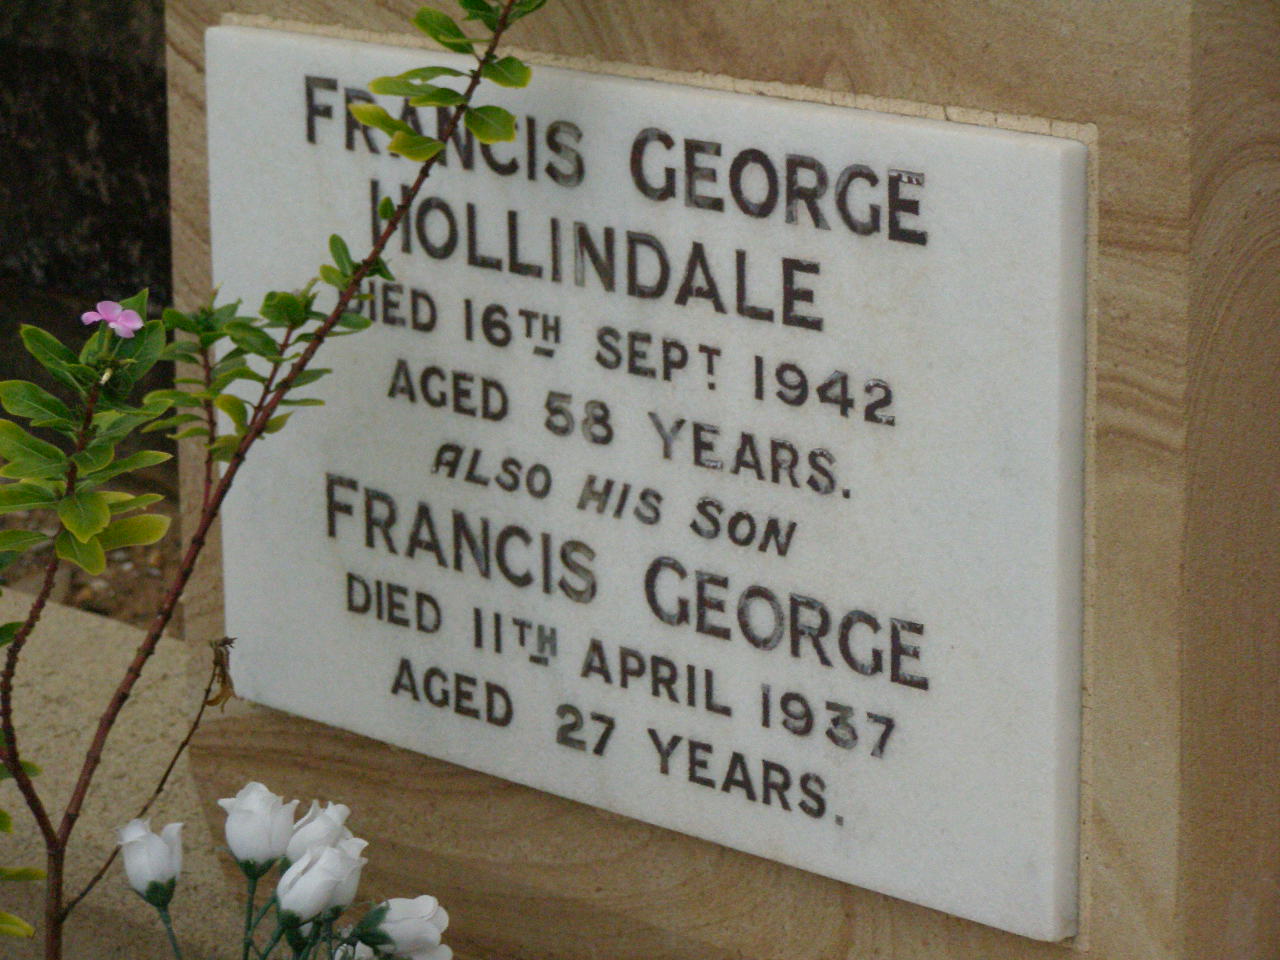 FRANCIS GEORGE
HOLLINDALE
DIED 16TH SEPT. 1942
AGED 58 YEARS.
ALSO HIS SON
FRANCIS GEORGE
DIED 11TH APRIL 1937
AGED 27 YEARS.